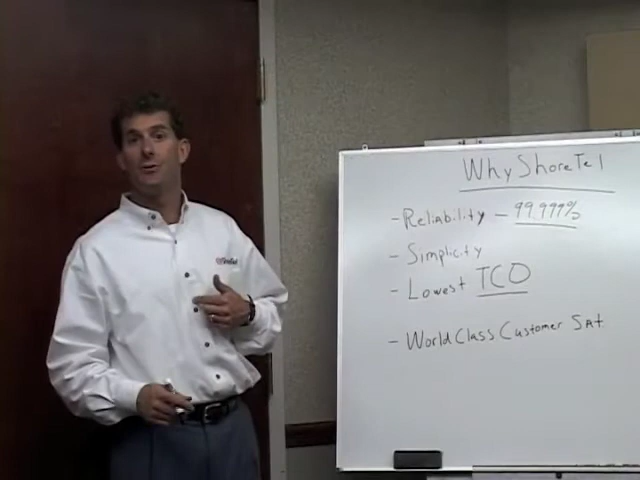 Why ShoreTel
- Reliability - 99.999%
- Simplicity
- Lowest TCO
- World Class Customer Sat